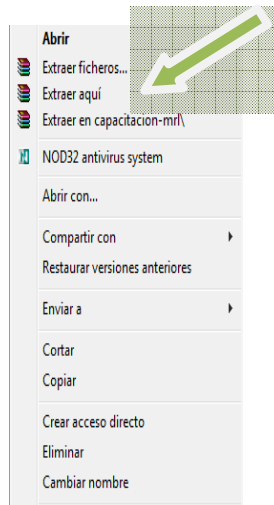 Abrir
Extraer ficheros...
Extraer aquí
Extraer en capacitacion-mrl\
NOD32 antivirus system
Abrir con...
Compartir con
Restaurar versiones anteriores
Enviar a
Cortar
Copiar
Crear acceso directo
Eliminar
Cambiar nombre